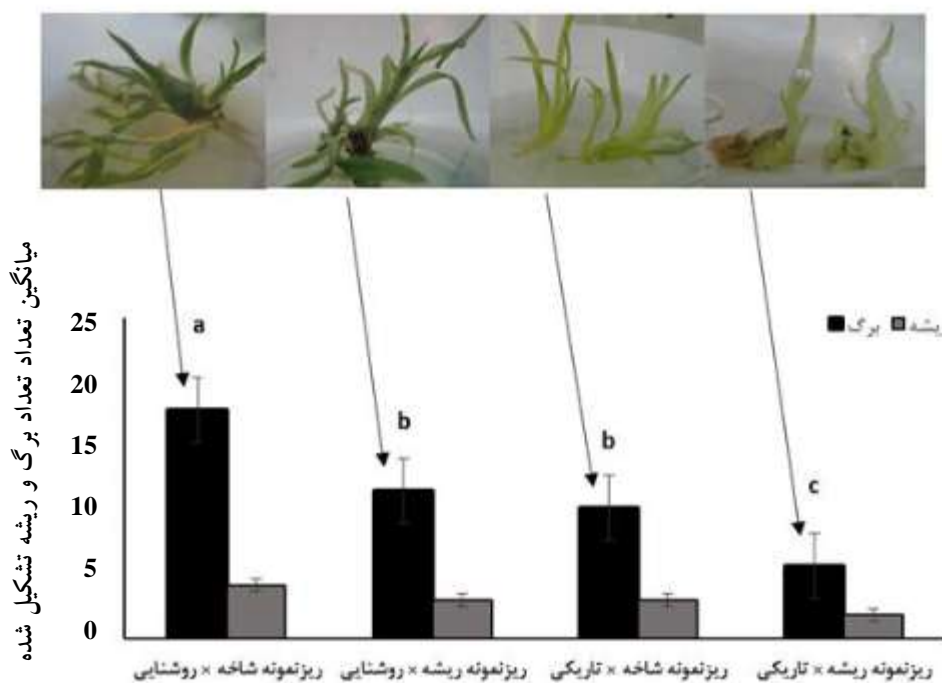 میانگین تعداد برگ و ریشه تشکیل شده
25
20
15
10
5
0
a
b
b
c
برگ
ریشه
ریزنمونه شاخه × روشنایی
ریزنمونه ریشه × روشنایی
ریزنمونه شاخه × تاریکی
ریزنمونه ریشه × تاریکی